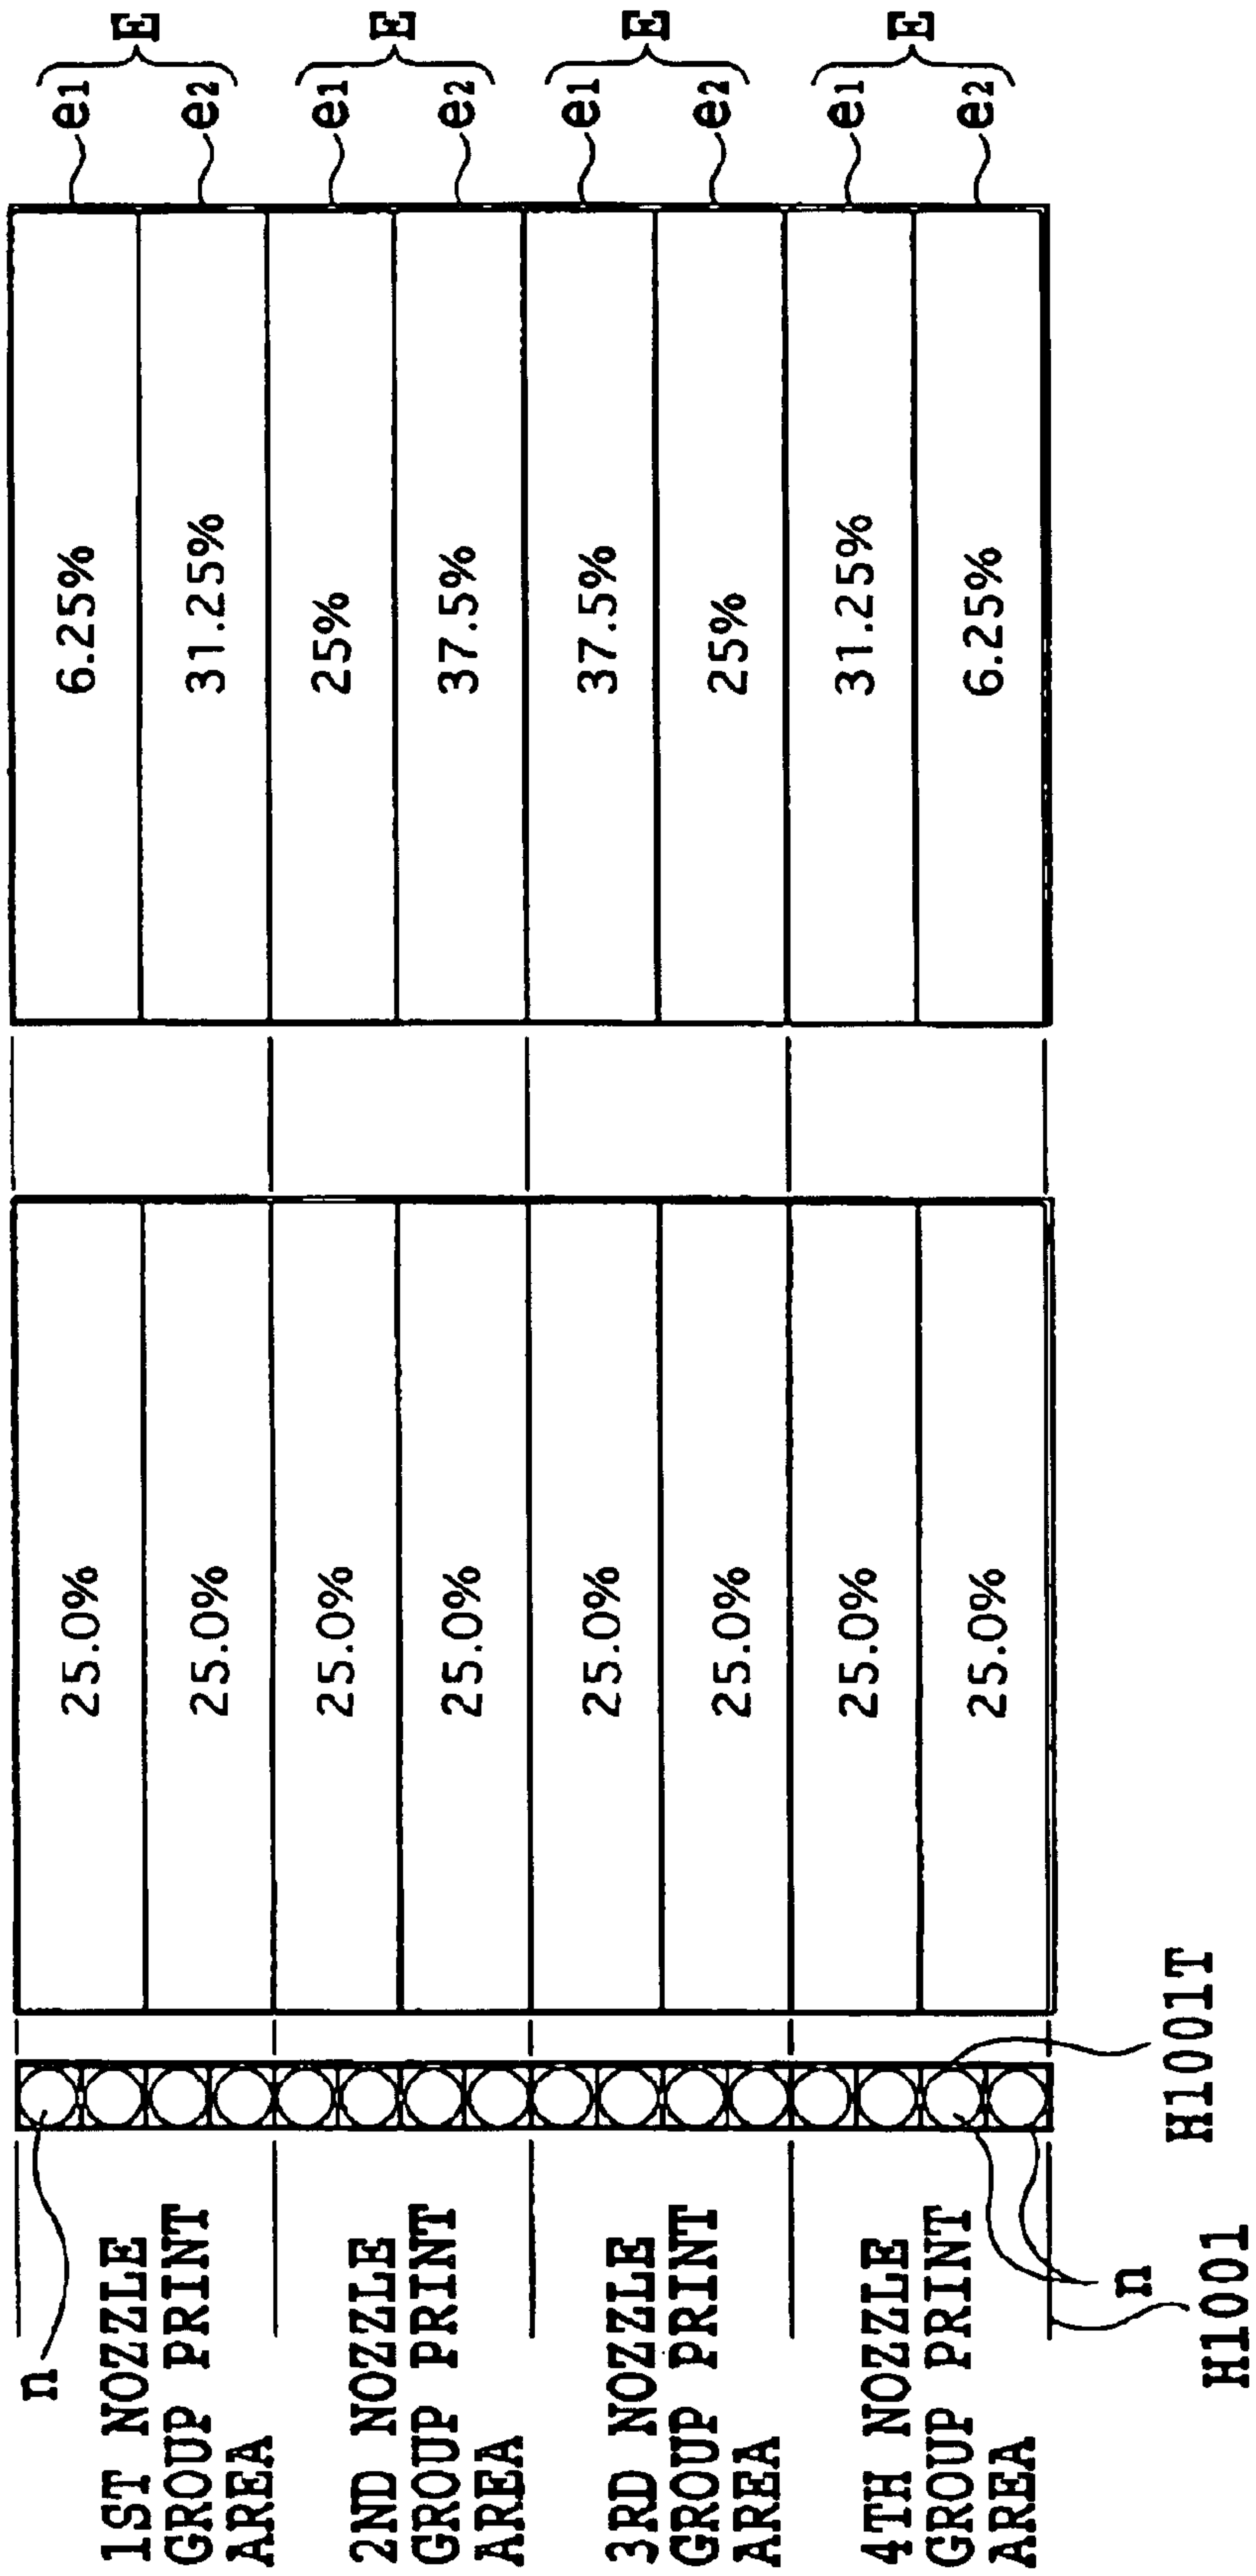 n
1ST NOZZLE
GROUP PRINT
AREA
2ND NOZZLE
GROUP PRINT
AREA
3RD NOZZLE
GROUP PRINT
AREA
4TH NOZZLE
GROUP PRINT
AREA
n
H1001
H1001T
25.0%
25.0%
25.0%
25.0%
25.0%
25.0%
25.0%
25.0%
6.25%
31.25%
25%
37.5%
37.5%
25%
31.25%
6.25%
e1
e2
E
e1
e2
E
e1
e2
E
e1
e2
E